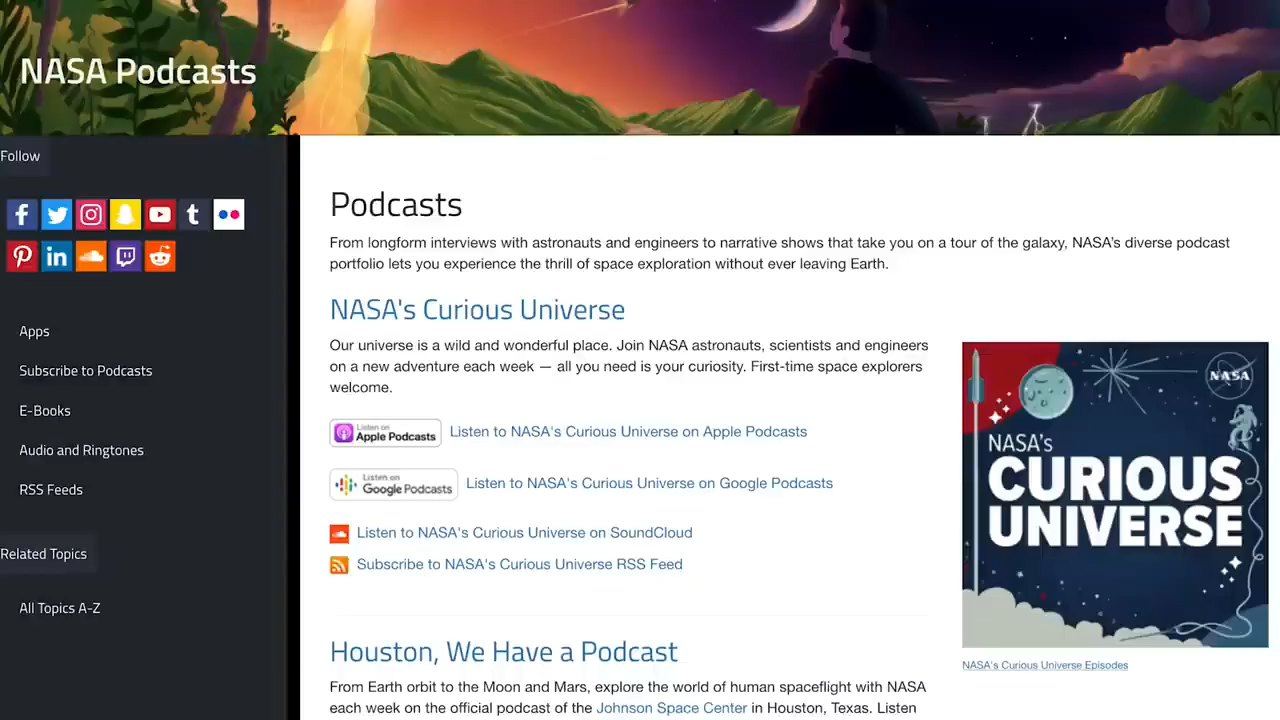 NASA Podcasts
Follow
Apps
Subscribe to Podcasts
E-Books
Audio and Ringtones
RSS Feeds
Related Topics
All Topics A-Z
Podcasts
From longform interviews with astronauts and engineers to narrative shows that take you on a tour of the galaxy, NASA's diverse podcast
portfolio lets you experience the thrill of space exploration without ever leaving Earth.
NASA's Curious Universe
Our universe is a wild and wonderful place. Join NASA astronauts, scientists and engineers
on a new adventure each week — all you need is your curiosity. First-time space explorers
welcome.
Listen on
Apple Podcasts
Listen to NASA's Curious Universe on Apple Podcasts
Listen on
Google Podcasts
Listen to NASA's Curious Universe on Google Podcasts
Listen to NASA's Curious Universe on SoundCloud
Subscribe to NASA's Curious Universe RSS Feed
NASA
NASA's
CURIOUS
UNIVERSE
NASA's Curious Universe Episodes
Houston, We Have a Podcast
From Earth orbit to the Moon and Mars, explore the world of human spaceflight with NASA
each week on the official podcast of the Johnson Space Center in Houston, Texas. Listen